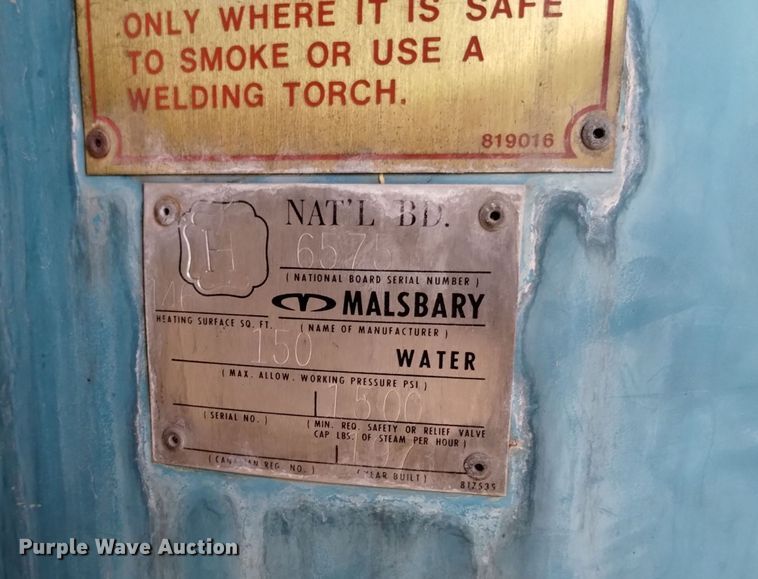 ONLY WHERE IT IS SAFE
TO SMOKE OR USE A
WELDING TORCH.
819016
H
NAT'L BD.
6575
(NATIONAL BOARD SERIAL NUMBER)
MALSBARY
HEATING SURFACE SQ. FT.
(NAME OF MANUFACTURER)
150
WATER
(MAX. ALLOW. WORKING PRESSURE PSI)
1500
(SERIAL NO.)
(MIN. REQ. SAFETY OR RELIEF VALVE
CAP LBS. OF STEAM PER HOUR)
(CANADIAN REG. NO.)
(YEAR BUILT)
817535
Purple Wave Auction